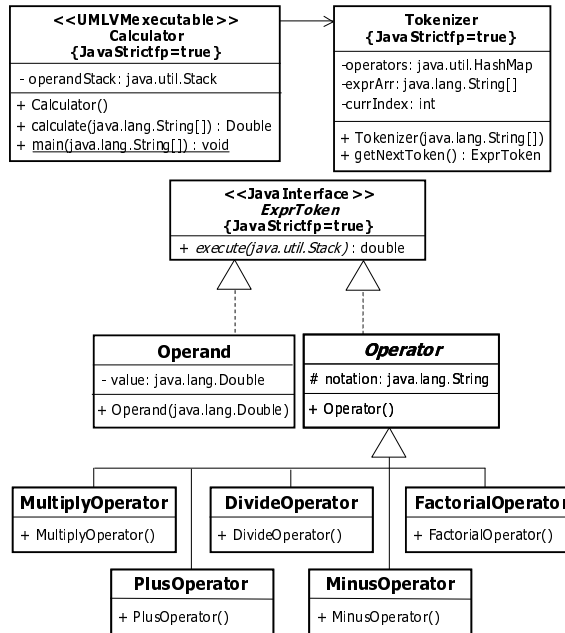 <<UMLVMexecutable>>
Calculator
{JavaStrictfp=true}
- operandStack: java.util.Stack
+ Calculator()
+ calculate(java.lang.String[]) : Double
+ main(java.lang.String[]) : void
Tokenizer
{JavaStrictfp=true}
-operators: java.util.HashMap
-exprArr: java.lang.String[]
-currIndex: int
+ Tokenizer(java.lang.String[])
+ getNextToken() : ExprToken
<<JavaInterface>>
ExprToken
{JavaStrictfp=true}
+ execute(java.util.Stack) : double
Operand
- value: java.lang.Double
+ Operand(java.lang.Double)
Operator
# notation: java.lang.String
+ Operator()
MultiplyOperator
+ MultiplyOperator()
DivideOperator
+ DivideOperator()
FactorialOperator
+ FactorialOperator()
PlusOperator
+ PlusOperator()
MinusOperator
+ MinusOperator()